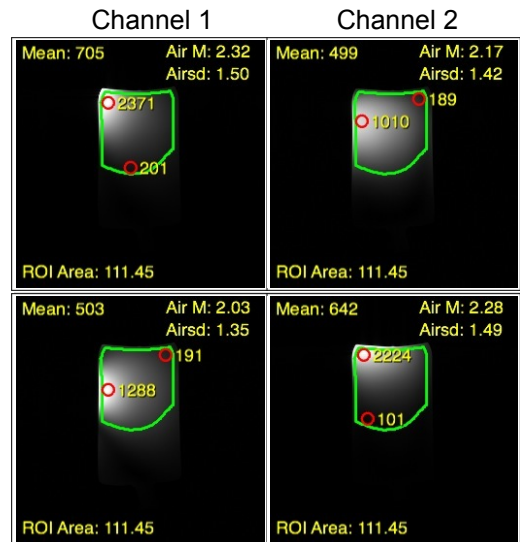 Channel 1 Channel 2
Mean: 705 Air M: 2.32
Airsd: 1.50
2371
201
ROI Area: 111.45
Mean: 499 Air M: 2.17
Airsd: 1.42
189
1010
ROI Area: 111.45
Mean: 503 Air M: 2.03
Airsd: 1.35
191
1288
ROI Area: 111.45
Mean: 642 Air M: 2.28
Airsd: 1.49
2224
101
ROI Area: 111.45